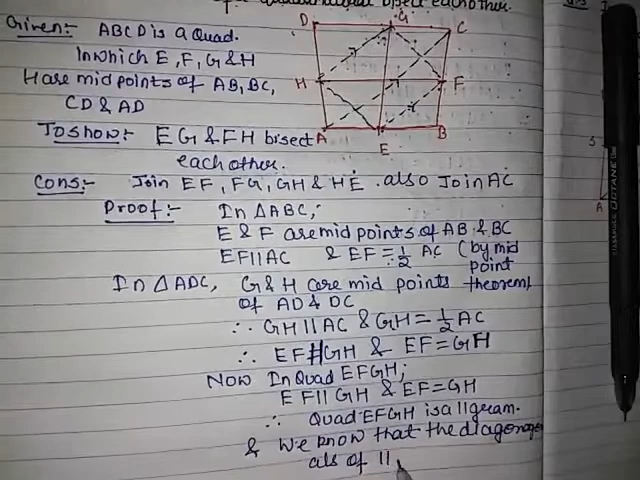 bisect each other.
Given:- ABCD is a Quad.
In which E, F, G & H
H are mid points of AB, BC,
CD & AD
To show:- EG & FH bisect
each other.
Cons:- Join EF, FG, GH & HE. also Join AC
Proof:- In △ABC,
E & F are mid points of AB & BC
EF||AC & EF = 1/2 AC (by mid
point
theorem)
In △ADC, G & H are mid points
of AD & DC
∴ GH || AC & GH = 1/2 AC
∴ EF||GH & EF = GH
Now In Quad EFGH;
EF || GH & EF = GH
∴ Quad EFGH is a ||gram.
& We know that the diagon
als of ||
D G C
H F
A E B
S
A
OCTANE